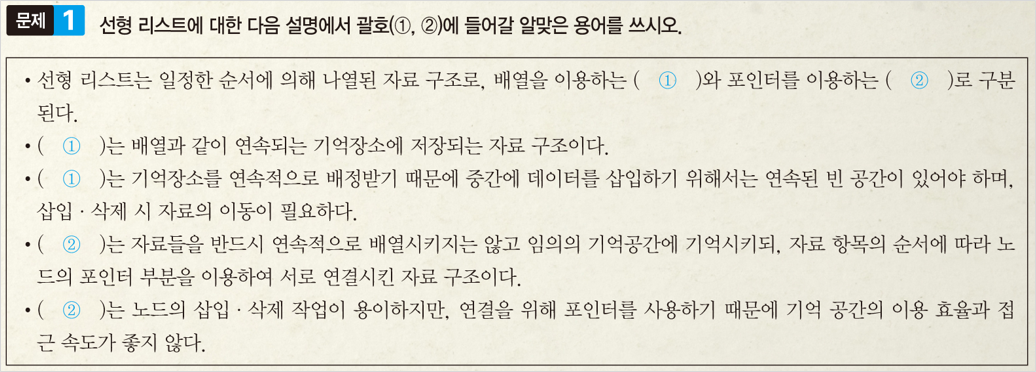 문제 1 선형 리스트에 대한 다음 설명에서 괄호(①, ②)에 들어갈 알맞은 용어를 쓰시오.
• 선형 리스트는 일정한 순서에 의해 나열된 자료 구조로, 배열을 이용하는 ( ① )와 포인터를 이용하는 ( ② )로 구분
된다.
• ( ① )는 배열과 같이 연속되는 기억장소에 저장되는 자료 구조이다.
• ( ① )는 기억장소를 연속적으로 배정받기 때문에 중간에 데이터를 삽입하기 위해서는 연속된 빈 공간이 있어야 하며,
삽입 · 삭제 시 자료의 이동이 필요하다.
• ( ② )는 자료들을 반드시 연속적으로 배열시키지는 않고 임의의 기억공간에 기억시키되, 자료 항목의 순서에 따라 노
드의 포인터 부분을 이용하여 서로 연결시킨 자료 구조이다.
• ( ② )는 노드의 삽입 · 삭제 작업이 용이하지만, 연결을 위해 포인터를 사용하기 때문에 기억 공간의 이용 효율과 접
근 속도가 좋지 않다.